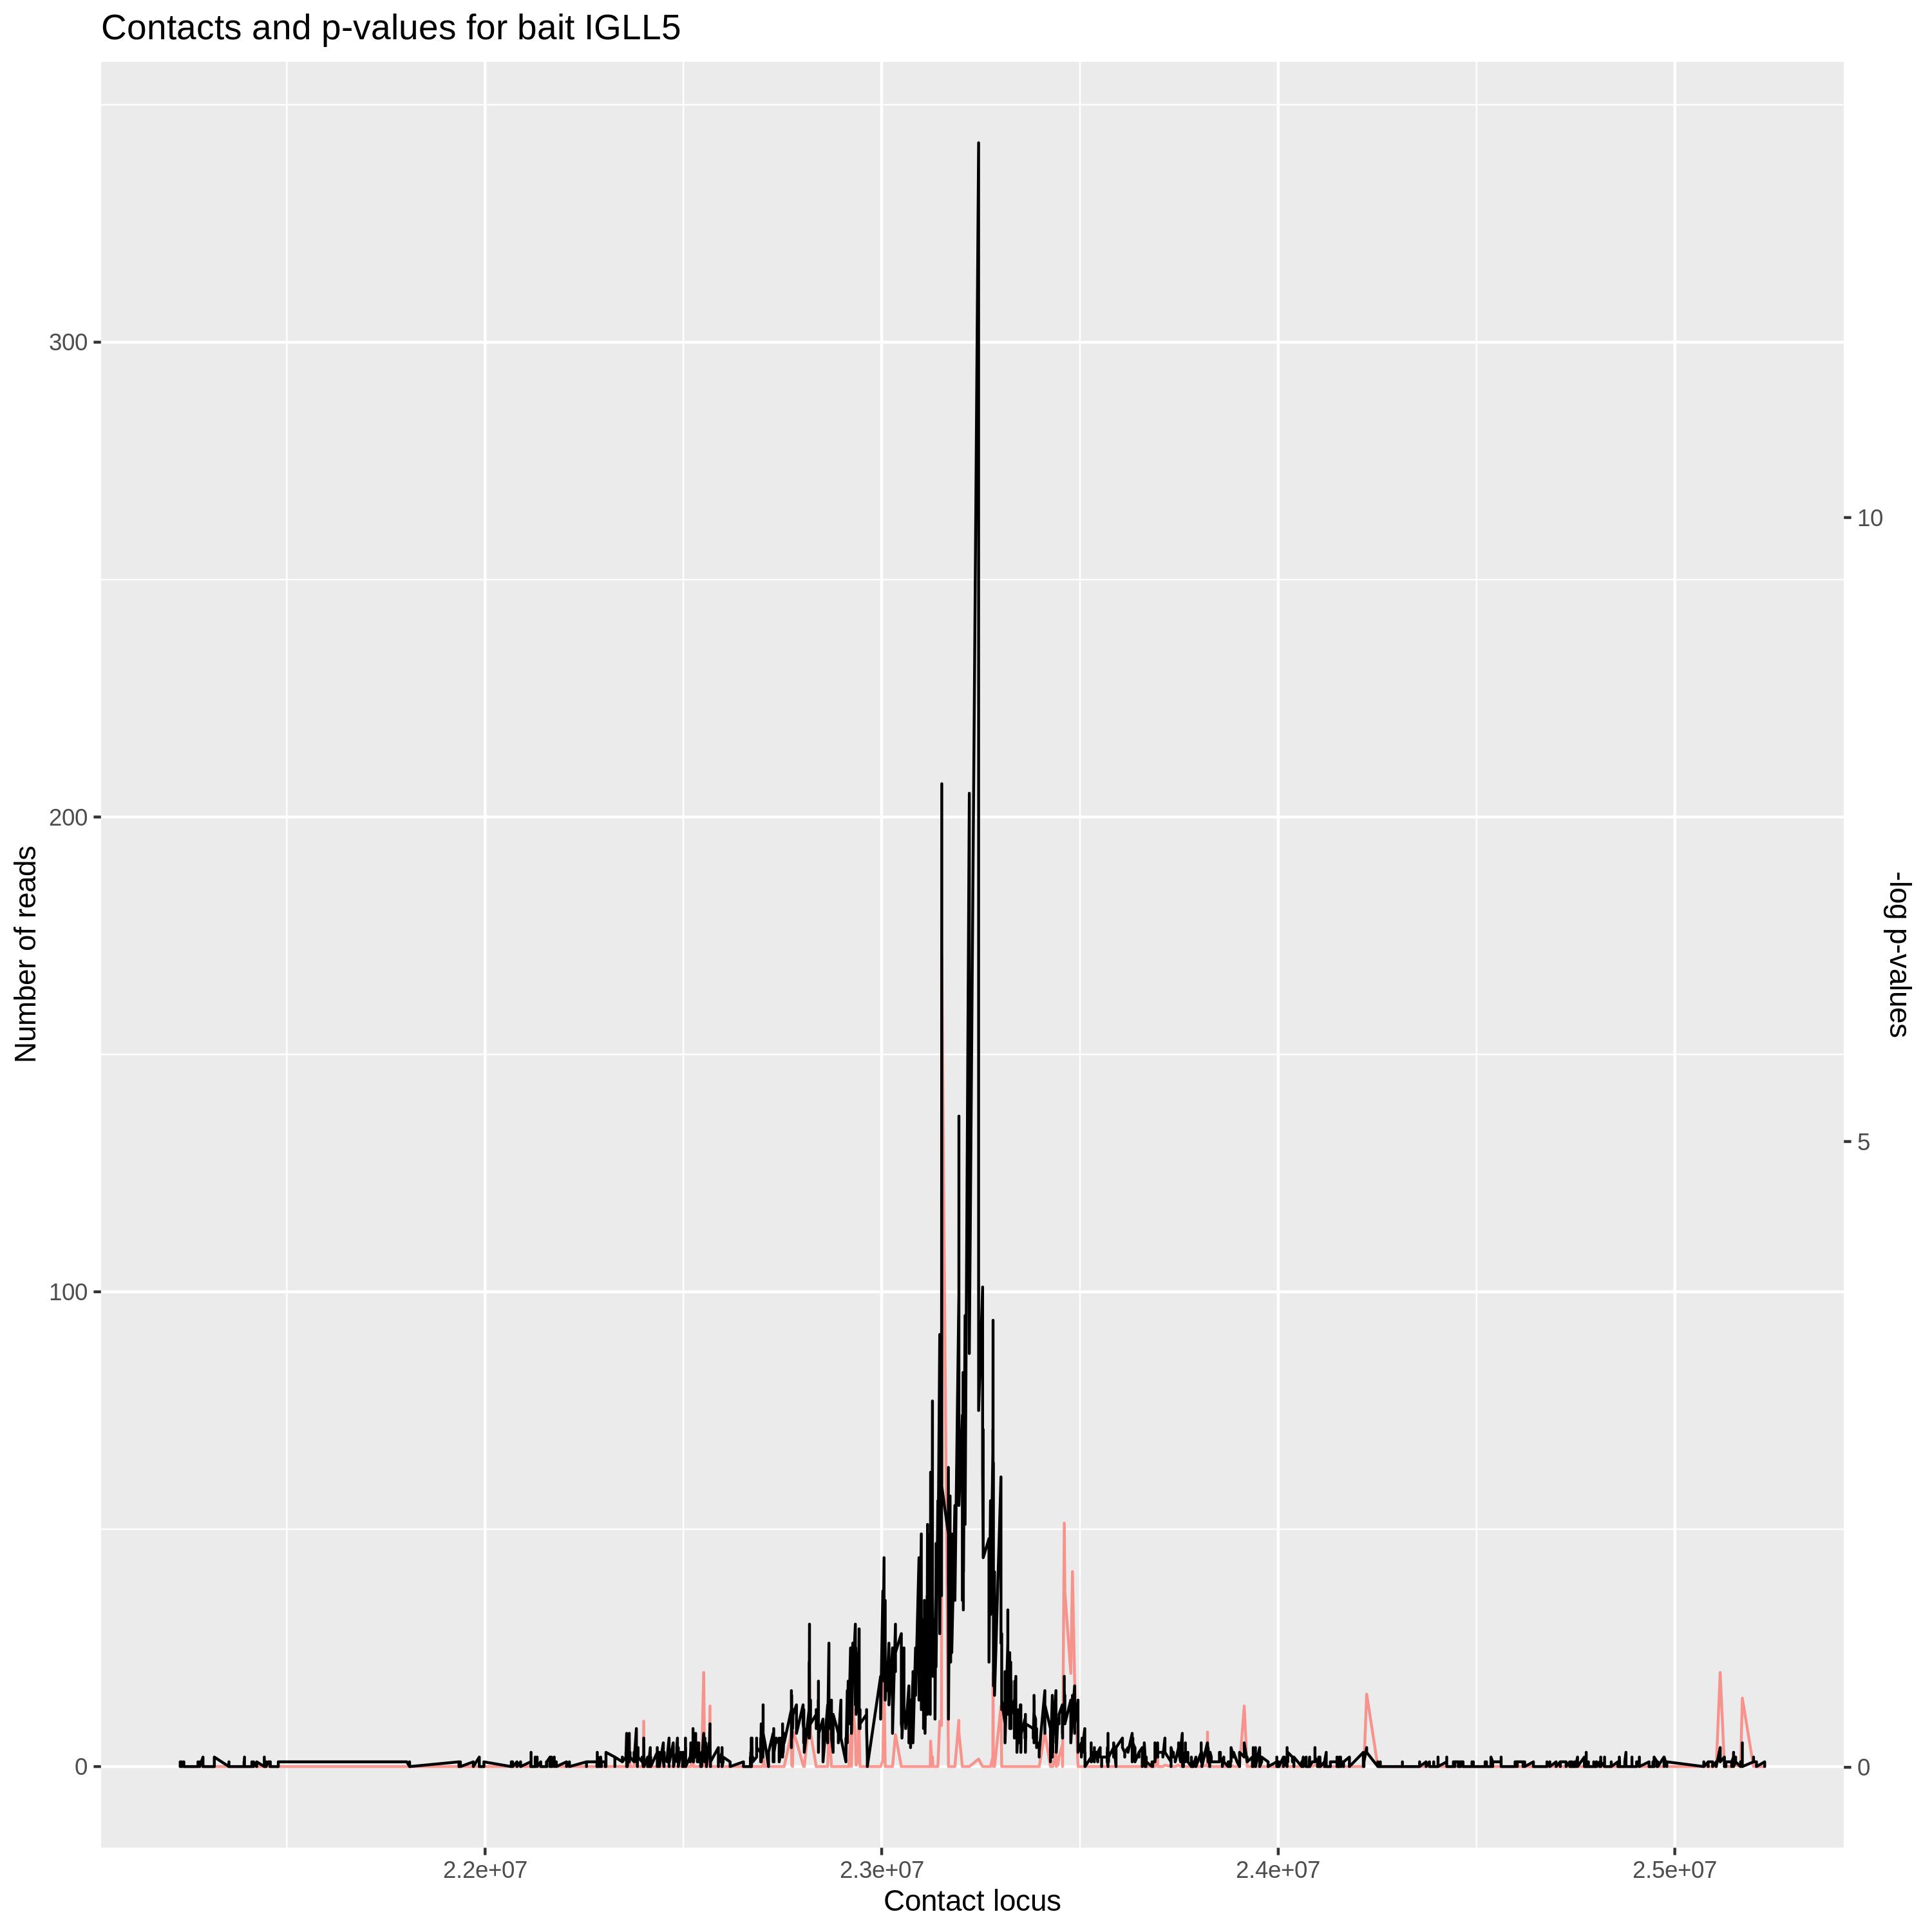 Contacts and p-values for bait IGLL5
300
200
100
0
Number of reads
10
5
0
-log p-values
2.2e+07
2.3e+07
2.4e+07
2.5e+07
Contact locus